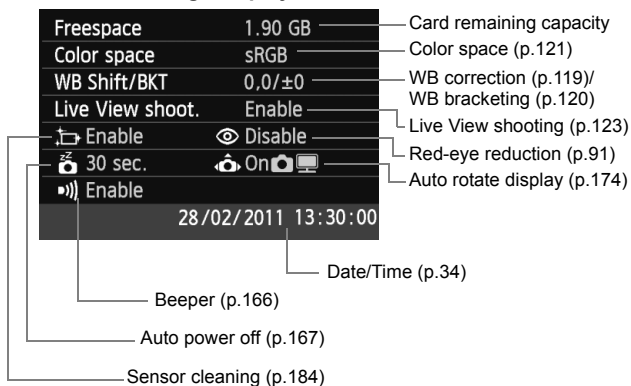 Freespace 1.90 GB
Color space sRGB
WB Shift/BKT 0,0/±0
Live View shoot. Enable
Enable Disable
30 sec. On
Enable
28/02/2011 13:30:00
Card remaining capacity
Color space (p.121)
WB correction (p.119)/
WB bracketing (p.120)
Live View shooting (p.123)
Red-eye reduction (p.91)
Auto rotate display (p.174)
Date/Time (p.34)
Beeper (p.166)
Auto power off (p.167)
Sensor cleaning (p.184)